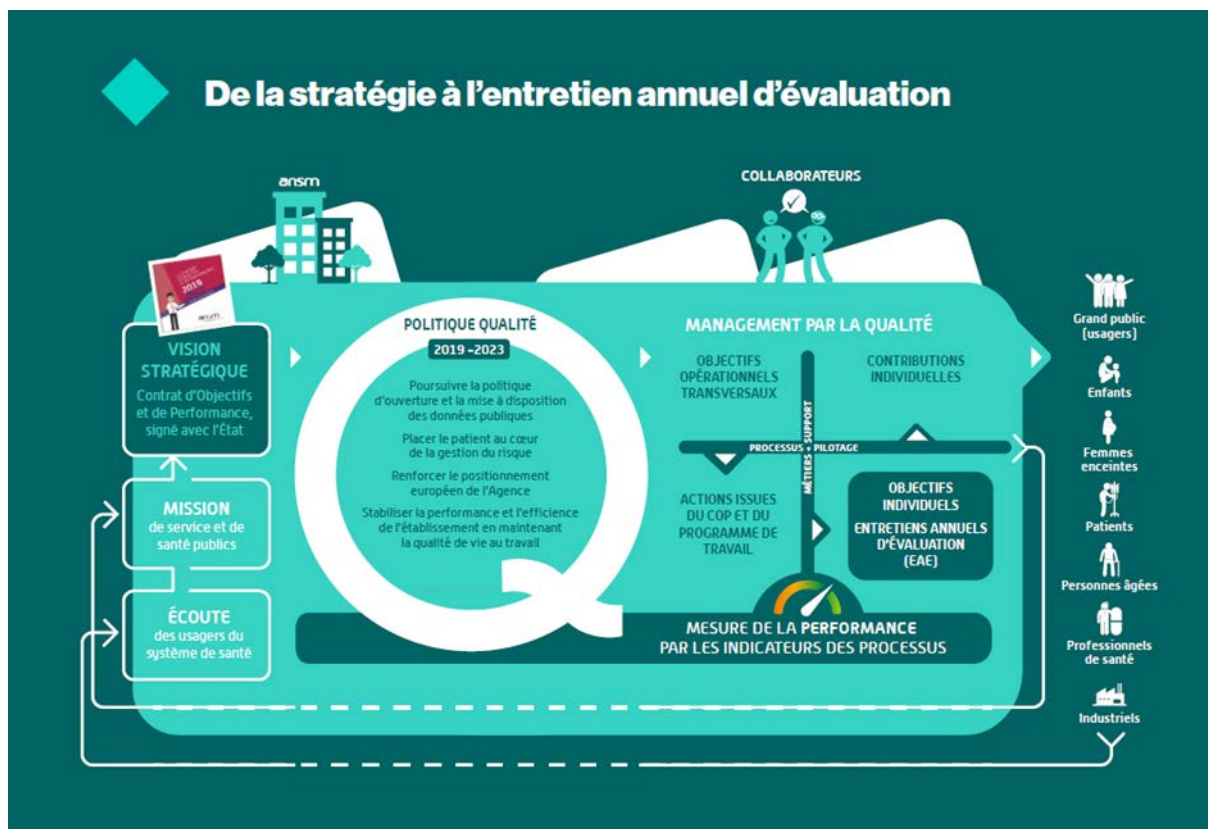 De la stratégie à l'entretien annuel d'évaluation
ansm
COLLABORATEURS
2019
ansm
VISION
STRATÉGIQUE
Contrat d'Objectifs
et de Performance,
signé avec l'État
MISSION
de service et de
santé publics
ÉCOUTE
des usagers du
système de santé
POLITIQUE QUALITÉ
2019 –2023
Poursuivre la politique
d'ouverture et la mise à disposition
des données publiques
Placer le patient au cœur
de la gestion du risque
Renforcer le positionnement
européen de l'Agence
Stabiliser la performance et l'efficience
de l'établissement en maintenant
la qualité de vie au travail
MANAGEMENT PAR LA QUALITÉ
OBJECTIFS
OPÉRATIONNELS
TRANSVERSAUX
CONTRIBUTIONS
INDIVIDUELLES
PROCESSUS • PILOTAGE
MÉTIERS • SUPPORT
ACTIONS ISSUES
DU COP ET DU
PROGRAMME DE
TRAVAIL
OBJECTIFS
INDIVIDUELS
ENTRETIENS ANNUELS
D'ÉVALUATION
(EAE)
MESURE DE LA PERFORMANCE
PAR LES INDICATEURS DES PROCESSUS
Grand public
(usagers)
Enfants
Femmes
enceintes
Patients
Personnes âgées
Professionnels
de santé
Industriels